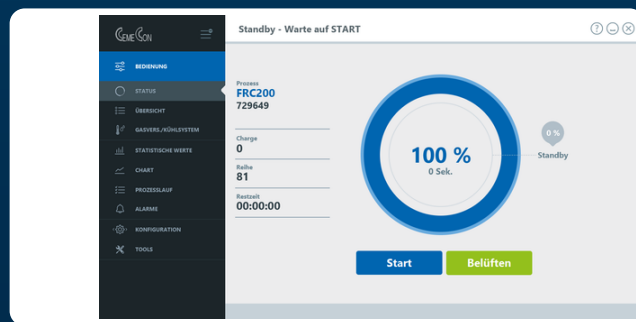 CemeCon
Standby - Warte auf START
BEDIENUNG
STATUS
ÜBERSICHT
GASVERS./KÜHLSYSTEM
STATISTISCHE WERTE
CHART
PROZESSLAUF
ALARME
KONFIGURATION
TOOLS
Prozess
FRC200
729649
Charge
0
Reihe
81
Restzeit
00:00:00
100 %
0 Sek.
0 %
Standby
Start
Belüften